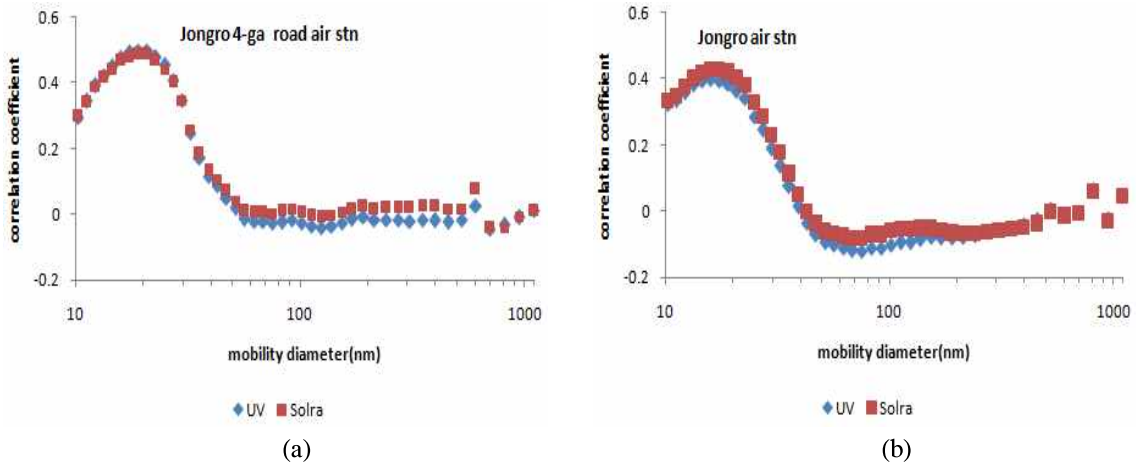 0.6
0.4
0.2
0
-0.2
correlation coefficient
Jongro 4-ga road air stn
10
100
1000
mobility diameter(nm)
UV
Solra
(a)
0.6
0.4
0.2
0
-0.2
correlation coefficient
Jongro air stn
10
100
1000
mobility diameter(nm)
UV
Solra
(b)